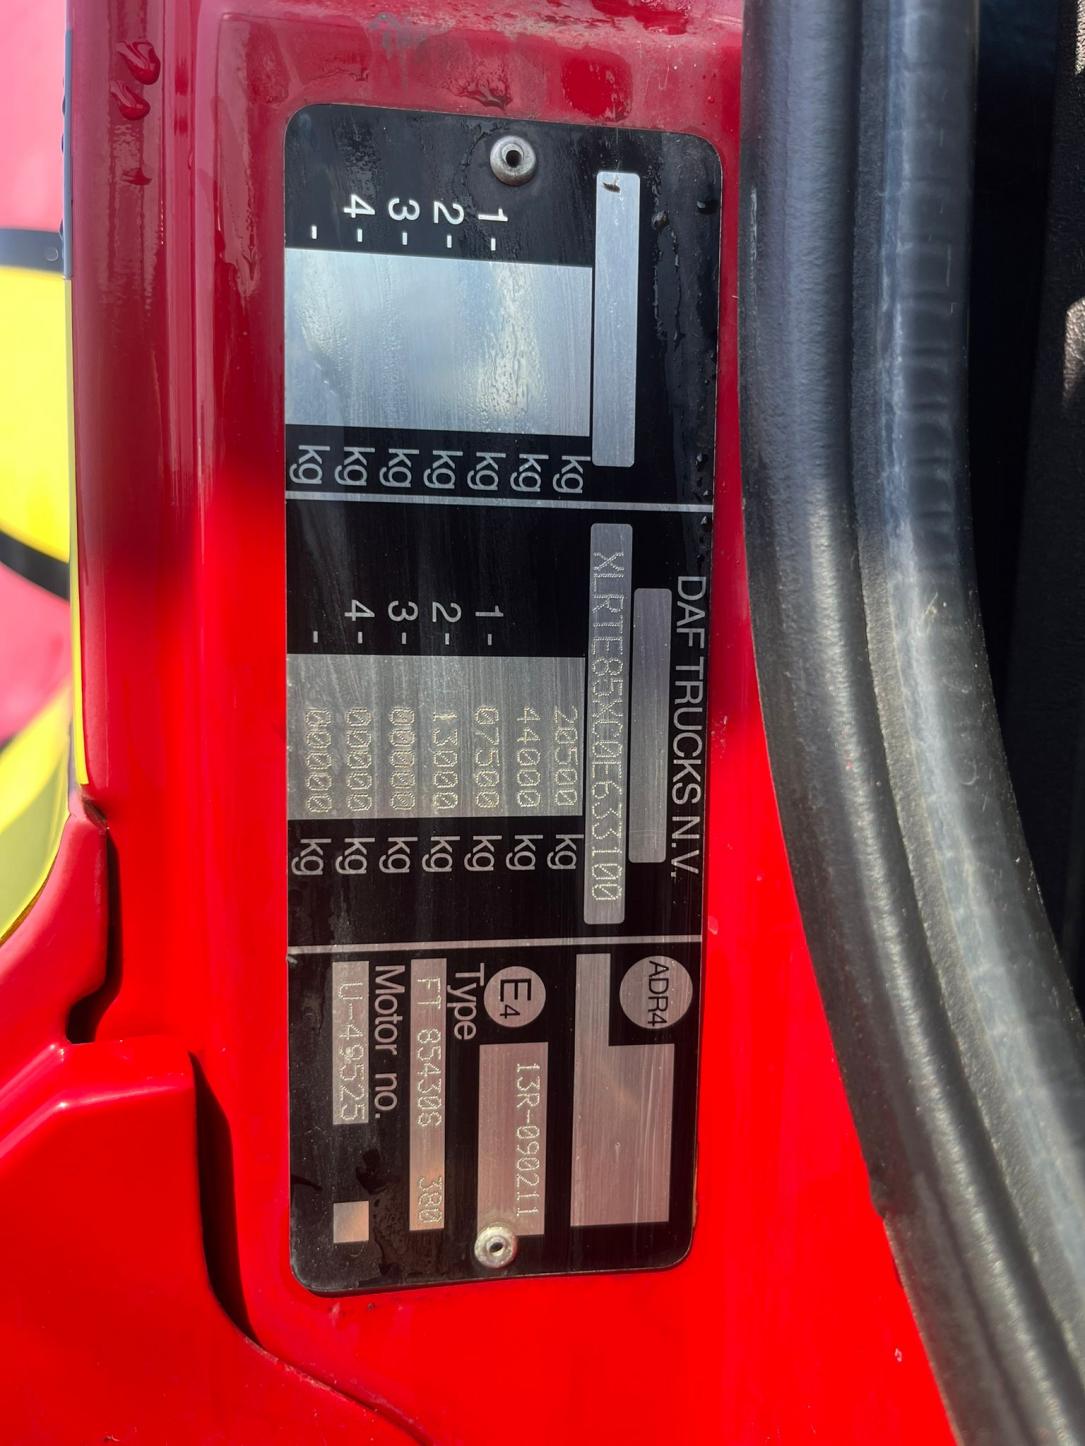 DAF TRUCKS N.V.
kg
kg
1- kg
2- kg
3- kg
4- kg
- kg
XLRTE85XC0E633100
20500 kg
44000 kg
1- 07500 kg
2- 13000 kg
3- 00000 kg
4- 00000 kg
- 00000 kg
ADR4
E4 13R-090211
Type
FT 85430S 380
Motor no.
U-49525